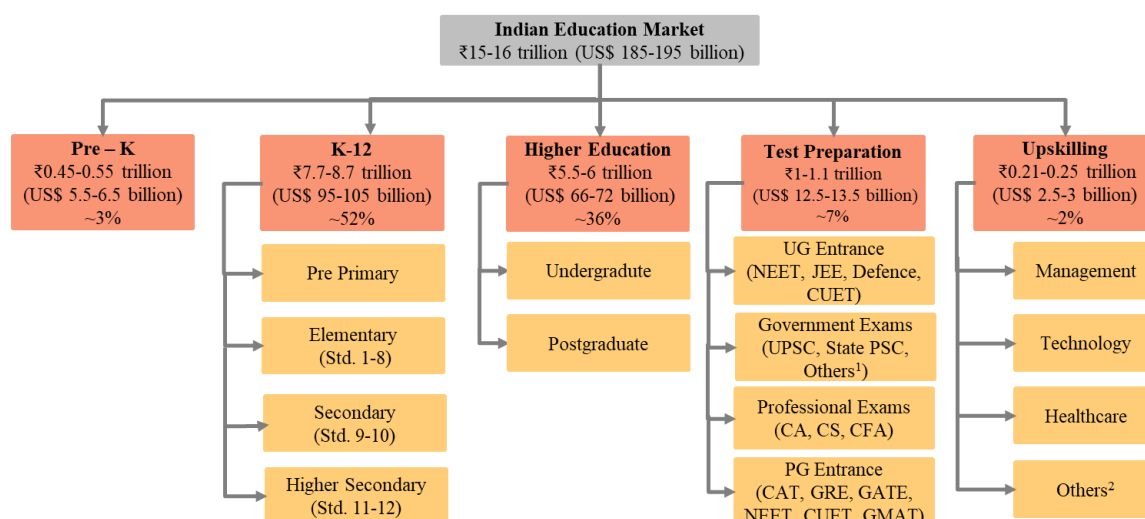 Indian Education Market
₹15-16 trillion (US$ 185-195 billion)
Pre – K
₹0.45-0.55 trillion
(US$ 5.5-6.5 billion)
~3%
K-12
₹7.7-8.7 trillion
(US$ 95-105 billion)
~52%
Higher Education
₹5.5-6 trillion
(US$ 66-72 billion)
~36%
Test Preparation
₹1-1.1 trillion
(US$ 12.5-13.5 billion)
~7%
Upskilling
₹0.21-0.25 trillion
(US$ 2.5-3 billion)
~2%
Pre Primary
Elementary
(Std. 1-8)
Secondary
(Std. 9-10)
Higher Secondary
(Std. 11-12)
Undergradute
Postgraduate
UG Entrance
(NEET, JEE, Defence,
CUET)
Government Exams
(UPSC, State PSC,
Others¹)
Professional Exams
(CA, CS, CFA)
PG Entrance
(CAT, GRE, GATE,
NEET, CUET, GMAT)
Management
Technology
Healthcare
Others²